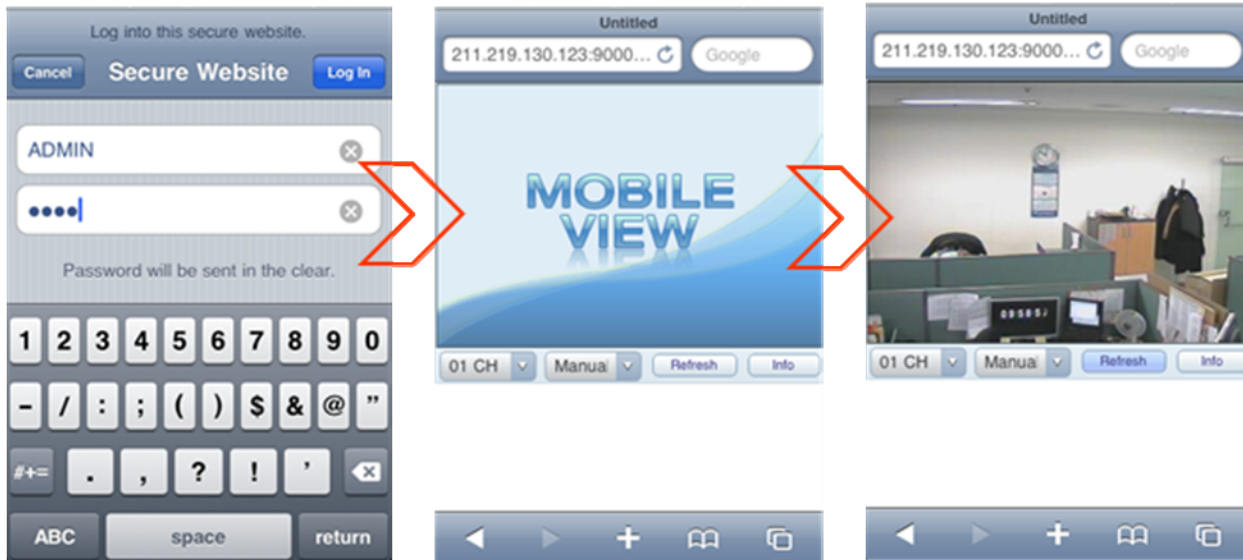 Log into this secure website.
Cancel Secure Website Log In
ADMIN
Password will be sent in the clear.
1 2 3 4 5 6 7 8 9 0
- / : ; ( ) $ & @ "
#+= . , ? ! ' 
ABC space return
Untitled
211.219.130.123:9000... Google
MOBILE
VIEW
01 CH Manual Refresh Info
Untitled
211.219.130.123:9000... Google
01 CH Manual Refresh Info